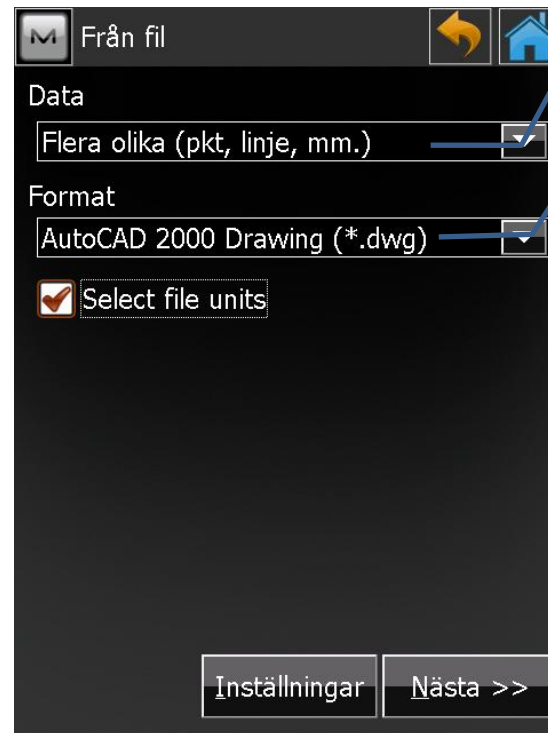 Från fil
Data
Flera olika (pkt, linje, mm.)
Format
AutoCAD 2000 Drawing (*.dwg)
Select file units
Inställningar
Nästa >>